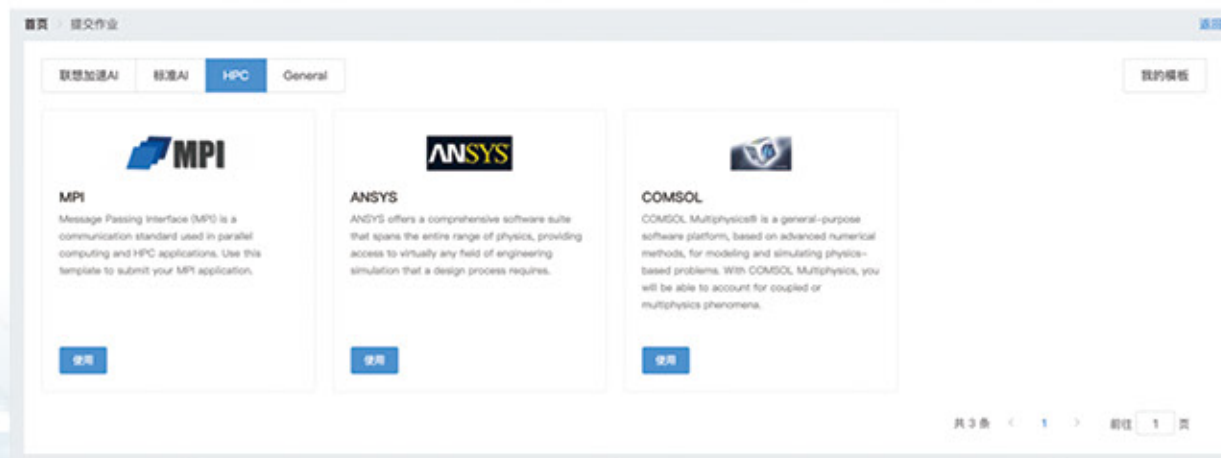 首页 提交作业 返回
联想加速AI 标准AI HPC General 我的模板
MPI
MPI
Message Passing Interface (MPI) is a
communication standard used in parallel
computing and HPC applications. Use this
template to submit your MPI application.
使用
ANSYS
ANSYS
ANSYS offers a comprehensive software suite
that spans the entire range of physics, providing
access to virtually any field of engineering
simulation that a design process requires.
使用
COMSOL
COMSOL Multiphysics® is a general-purpose
software platform, based on advanced numerical
methods, for modeling and simulating physics-
based problems. With COMSOL Multiphysics, you
will be able to account for coupled or
multiphysics phenomena.
使用
共 3 条 < 1 > 前往 1 页